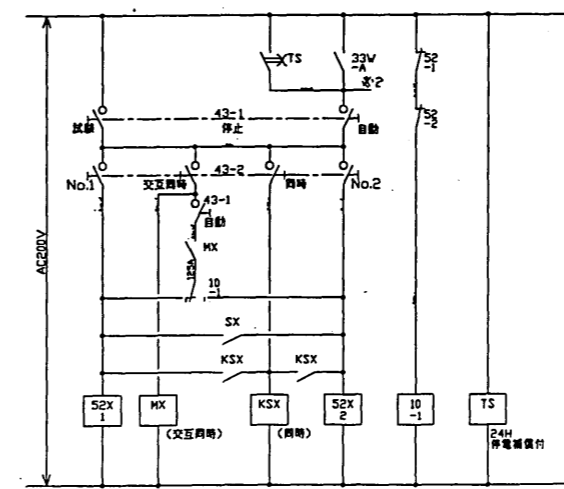 TS
33W
-A
※2
52
-1
52
-2
43-1
試験
停止
自動
43-2
No.1
交互同時
同時
No.2
43-1
自動
MX
125A
10
-1
SX
KSX
KSX
AC200V
52X
1
MX
KSX
52X
2
10
-1
TS
(交互同時)
(同時)
24H
停電補償付